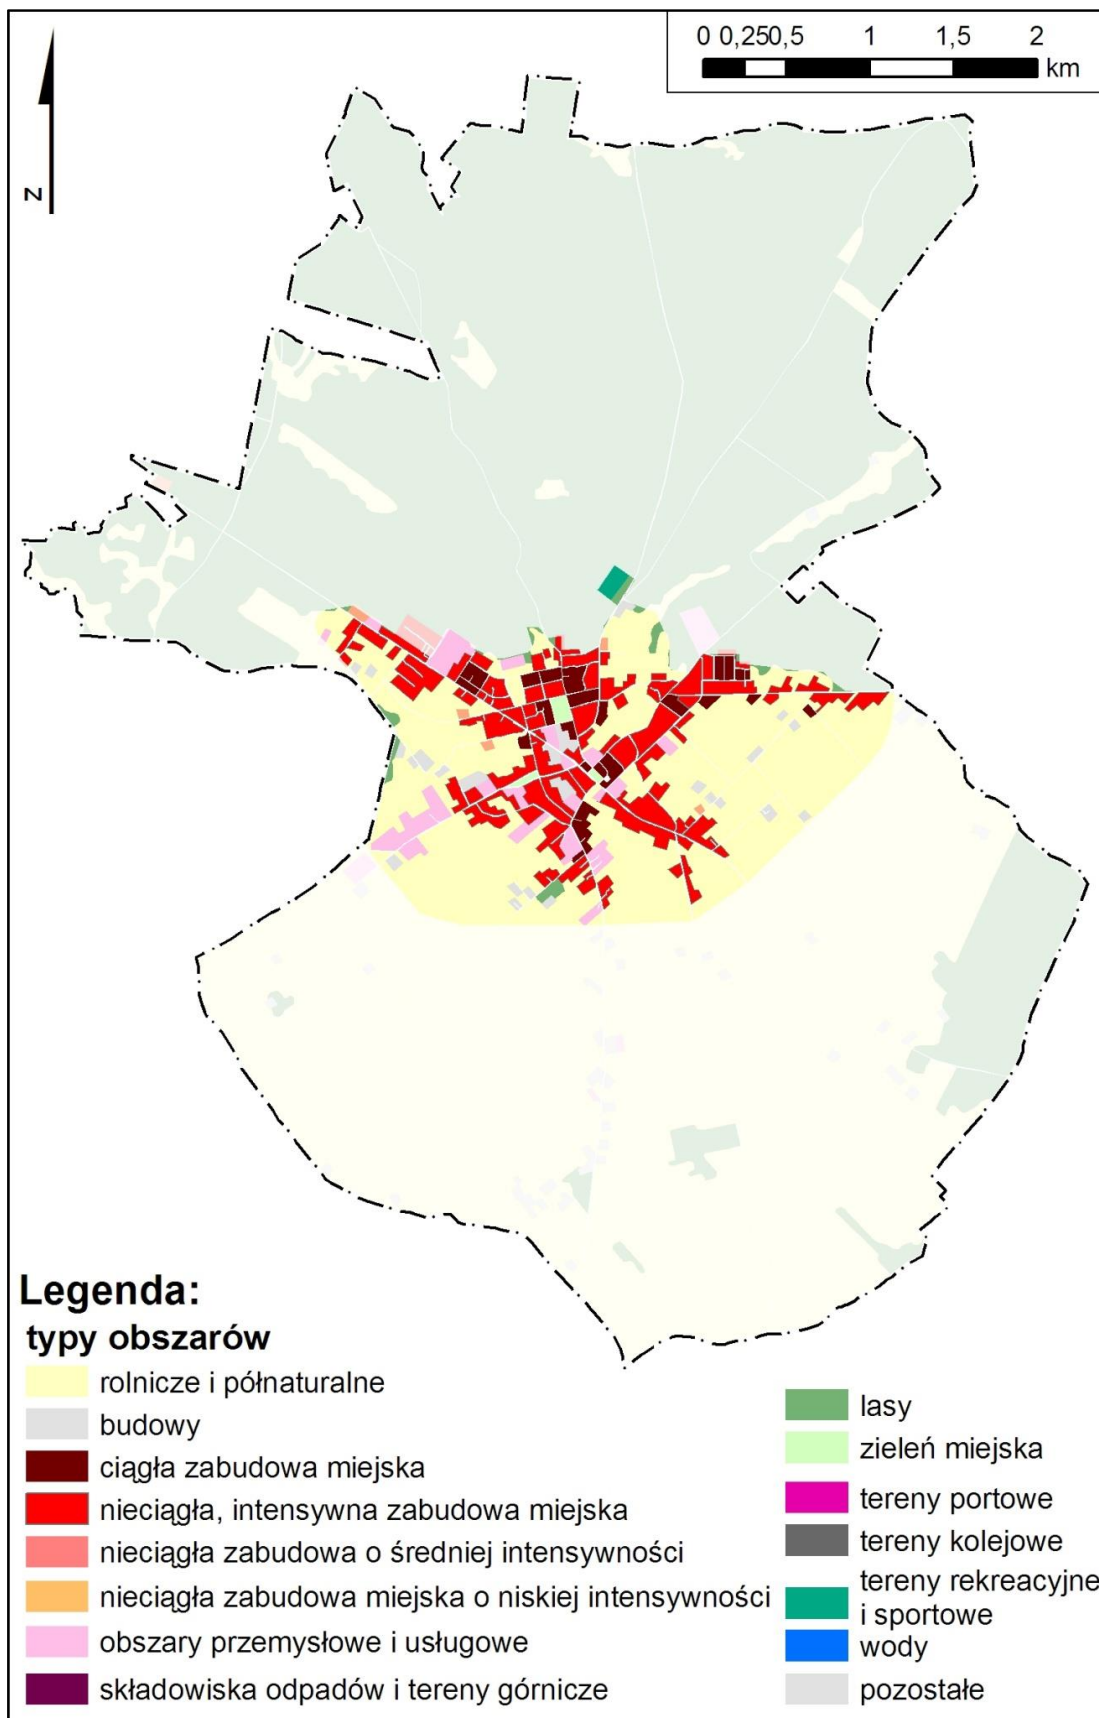 0 0,250,5 1 1,5 2
km
N
Legenda:
typy obszarów
rolnicze i półnaturalne
budowy
ciągła zabudowa miejska
nieciągła, intensywna zabudowa miejska
nieciągła zabudowa o średniej intensywności
nieciągła zabudowa miejska o niskiej intensywności
obszary przemysłowe i usługowe
składowiska odpadów i tereny górnicze
lasy
zieleń miejska
tereny portowe
tereny kolejowe
tereny rekreacyjne
i sportowe
wody
pozostałe